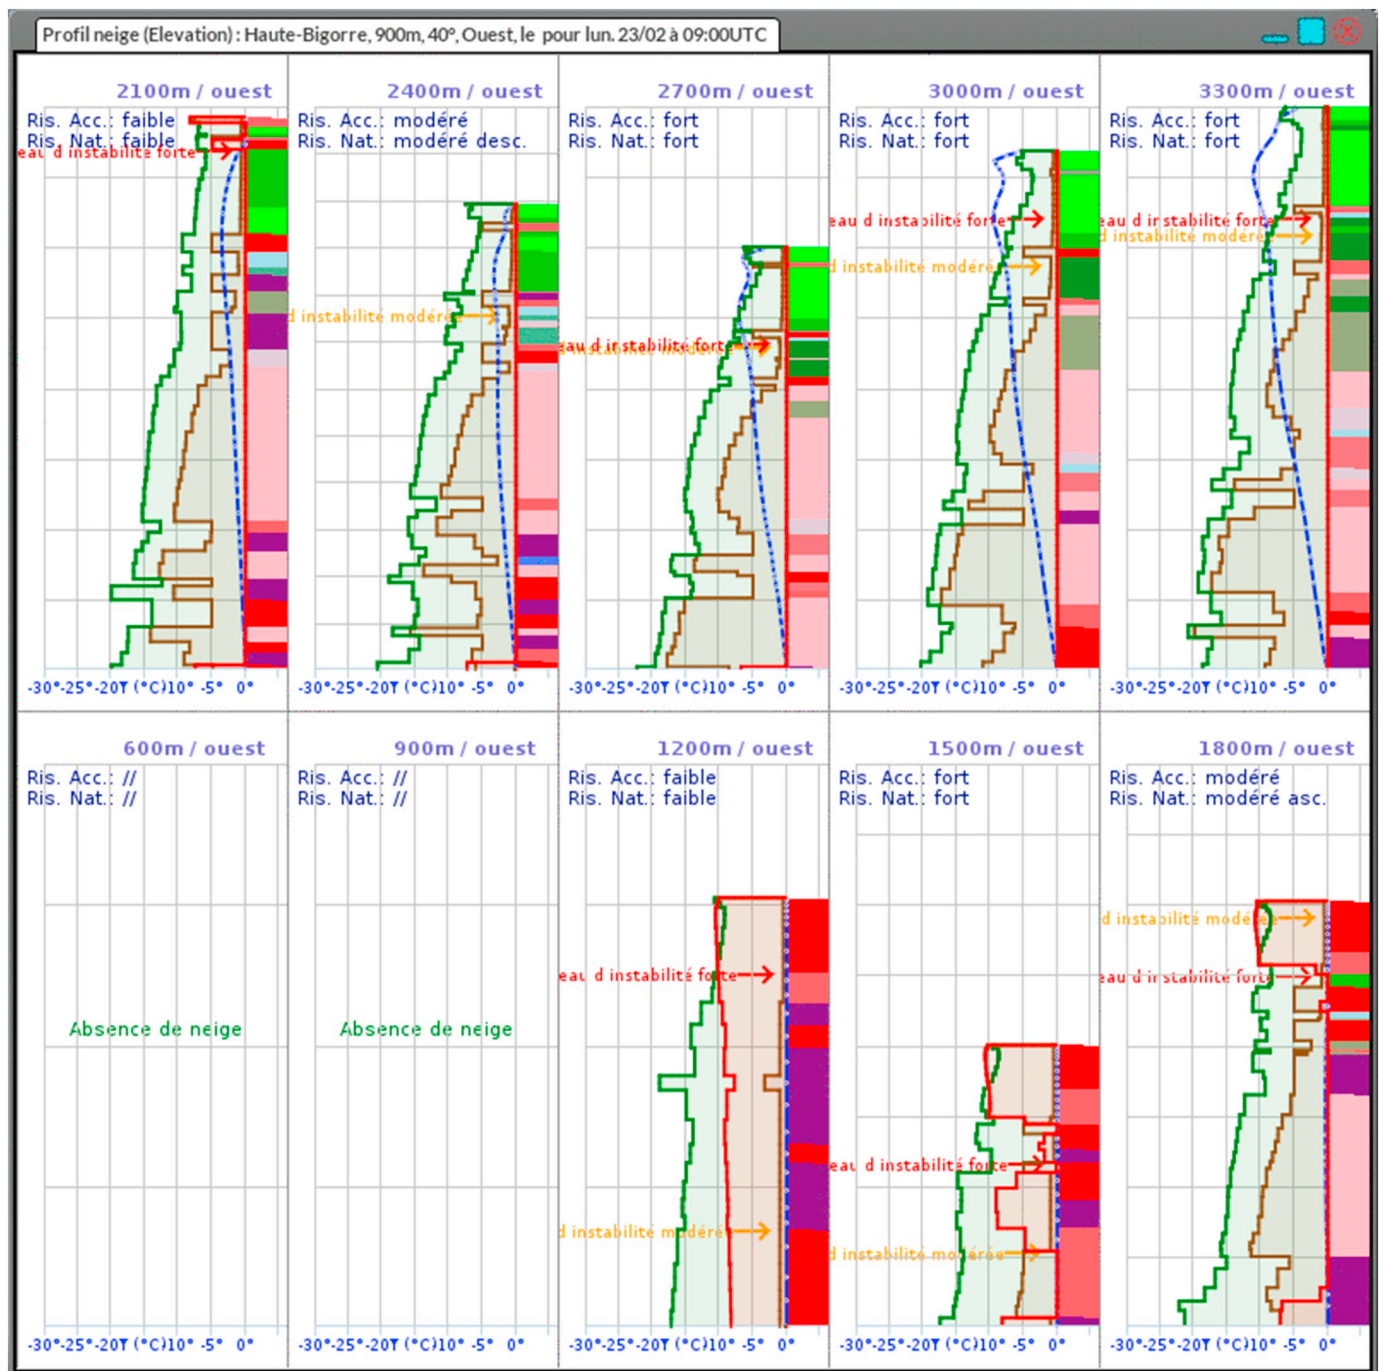 Profil neige (Elevation) : Haute-Bigorre, 900m, 40°, Ouest, le pour lun. 23/02 à 09:00UTC
2100m / ouest
Ris. Acc.: faible
Ris. Nat.: faible
eau d instabilité forte
-30°-25°-20T (°C)10° -5° 0°
2400m / ouest
Ris. Acc.: modéré
Ris. Nat.: modéré desc.
d instabilité modérée
-30°-25°-20T (°C)10° -5° 0°
2700m / ouest
Ris. Acc.: fort
Ris. Nat.: fort
eau d instabilité forte
-30°-25°-20T (°C)10° -5° 0°
3000m / ouest
Ris. Acc.: fort
Ris. Nat.: fort
eau d instabilité forte
d instabilité modérée
-30°-25°-20T (°C)10° -5° 0°
3300m / ouest
Ris. Acc.: fort
Ris. Nat.: fort
eau d instabilité forte
d instabilité modérée
-30°-25°-20T (°C)10° -5° 0°
600m / ouest
Ris. Acc.: //
Ris. Nat.: //
Absence de neige
-30°-25°-20T (°C)10° -5° 0°
900m / ouest
Ris. Acc.: //
Ris. Nat.: //
Absence de neige
-30°-25°-20T (°C)10° -5° 0°
1200m / ouest
Ris. Acc.: faible
Ris. Nat.: faible
eau d instabilité forte
d instabilité modérée
-30°-25°-20T (°C)10° -5° 0°
1500m / ouest
Ris. Acc.: fort
Ris. Nat.: fort
eau d instabilité forte
d instabilité modérée
-30°-25°-20T (°C)10° -5° 0°
1800m / ouest
Ris. Acc.: modéré
Ris. Nat.: modéré asc.
d instabilité modérée
eau d instabilité forte
-30°-25°-20T (°C)10° -5° 0°